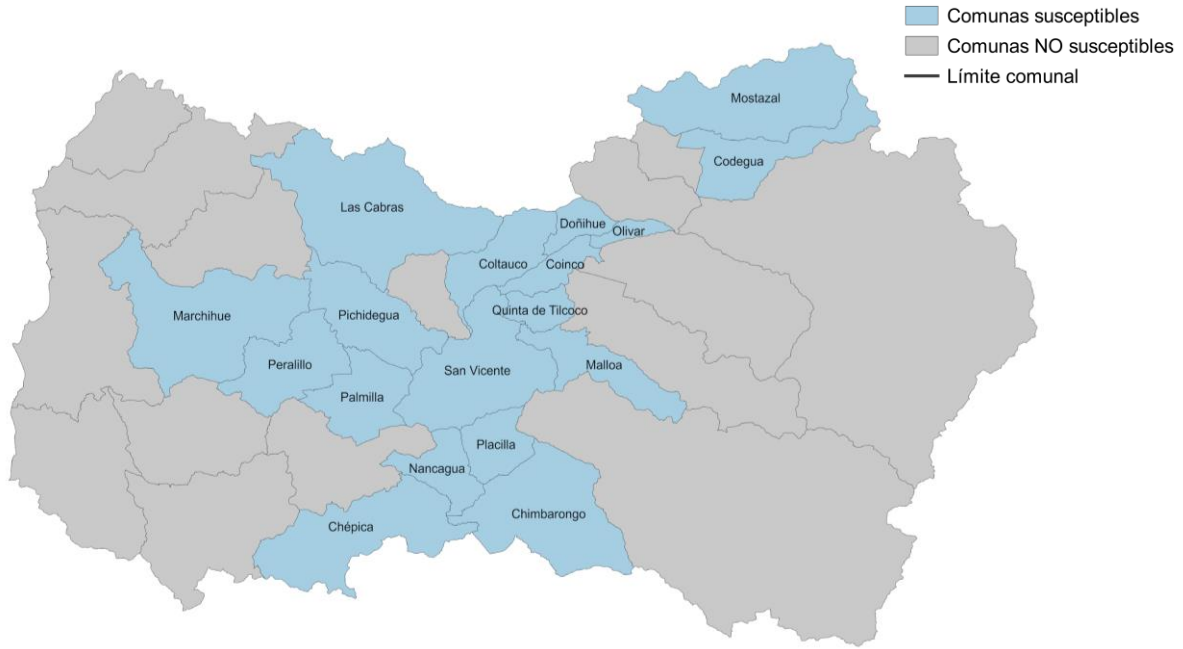 Comunas susceptibles
Comunas NO susceptibles
Límite comunal
Mostazal
Codegua
Las Cabras
Doñihue
Olivar
Coltauco
Coinco
Marchihue
Pichidegua
Quinta de Tilcoco
Peralillo
San Vicente
Malloa
Palmilla
Placilla
Nancagua
Chimbarongo
Chépica